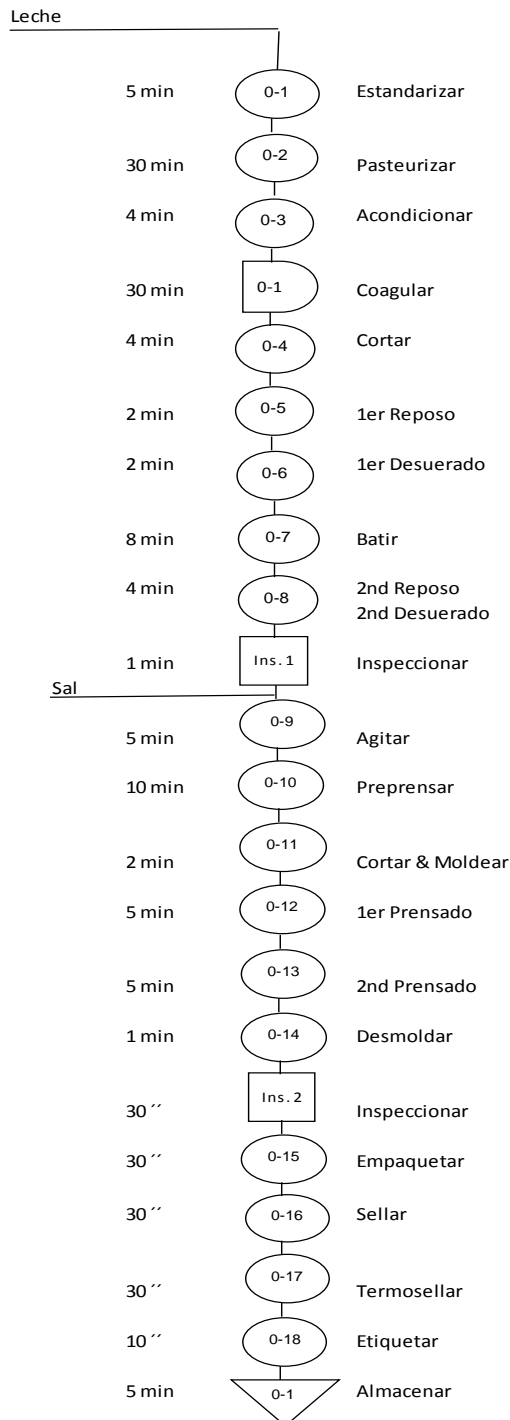 Leche
5 min 0-1 Estandarizar
30 min 0-2 Pasteurizar
4 min 0-3 Acondicionar
30 min 0-1 Coagular
4 min 0-4 Cortar
2 min 0-5 1er Reposo
2 min 0-6 1er Desuerado
8 min 0-7 Batir
4 min 0-8 2nd Reposo
2nd Desuerado
1 min Ins. 1 Inspeccionar
Sal
5 min 0-9 Agitar
10 min 0-10 Preprensar
2 min 0-11 Cortar & Moldear
5 min 0-12 1er Prensado
5 min 0-13 2nd Prensado
1 min 0-14 Desmoldar
30 ´´ Ins. 2 Inspeccionar
30 ´´ 0-15 Empaquetar
30 ´´ 0-16 Sellar
30 ´´ 0-17 Termosellar
10 ´´ 0-18 Etiquetar
5 min 0-1 Almacenar